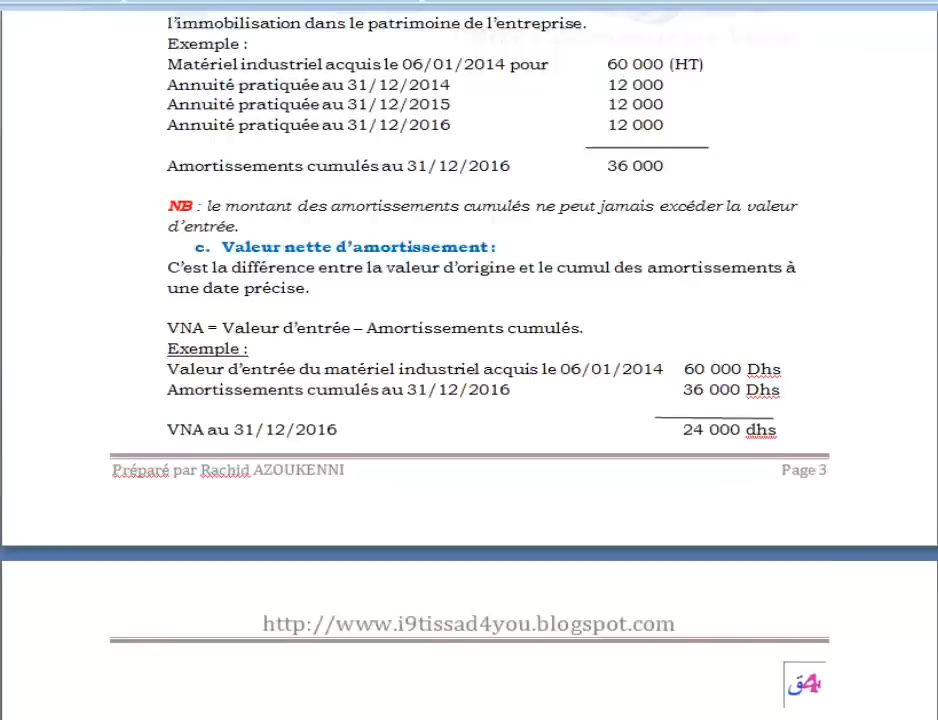 l'immobilisation dans le patrimoine de l'entreprise.
Exemple :
Matériel industriel acquis le 06/01/2014 pour 60 000 (HT)
Annuité pratiquée au 31/12/2014 12 000
Annuité pratiquée au 31/12/2015 12 000
Annuité pratiquée au 31/12/2016 12 000
Amortissements cumulés au 31/12/2016 36 000
NB : le montant des amortissements cumulés ne peut jamais excéder la valeur
d'entrée.
c. Valeur nette d'amortissement :
C'est la différence entre la valeur d'origine et le cumul des amortissements à
une date précise.
VNA = Valeur d'entrée – Amortissements cumulés.
Exemple :
Valeur d'entrée du matériel industriel acquis le 06/01/2014 60 000 Dhs
Amortissements cumulés au 31/12/2016 36 000 Dhs
VNA au 31/12/2016 24 000 dhs
Préparé par Rachid AZOUKENNI Page 3
http://www.i9tissad4you.blogspot.com
ق4